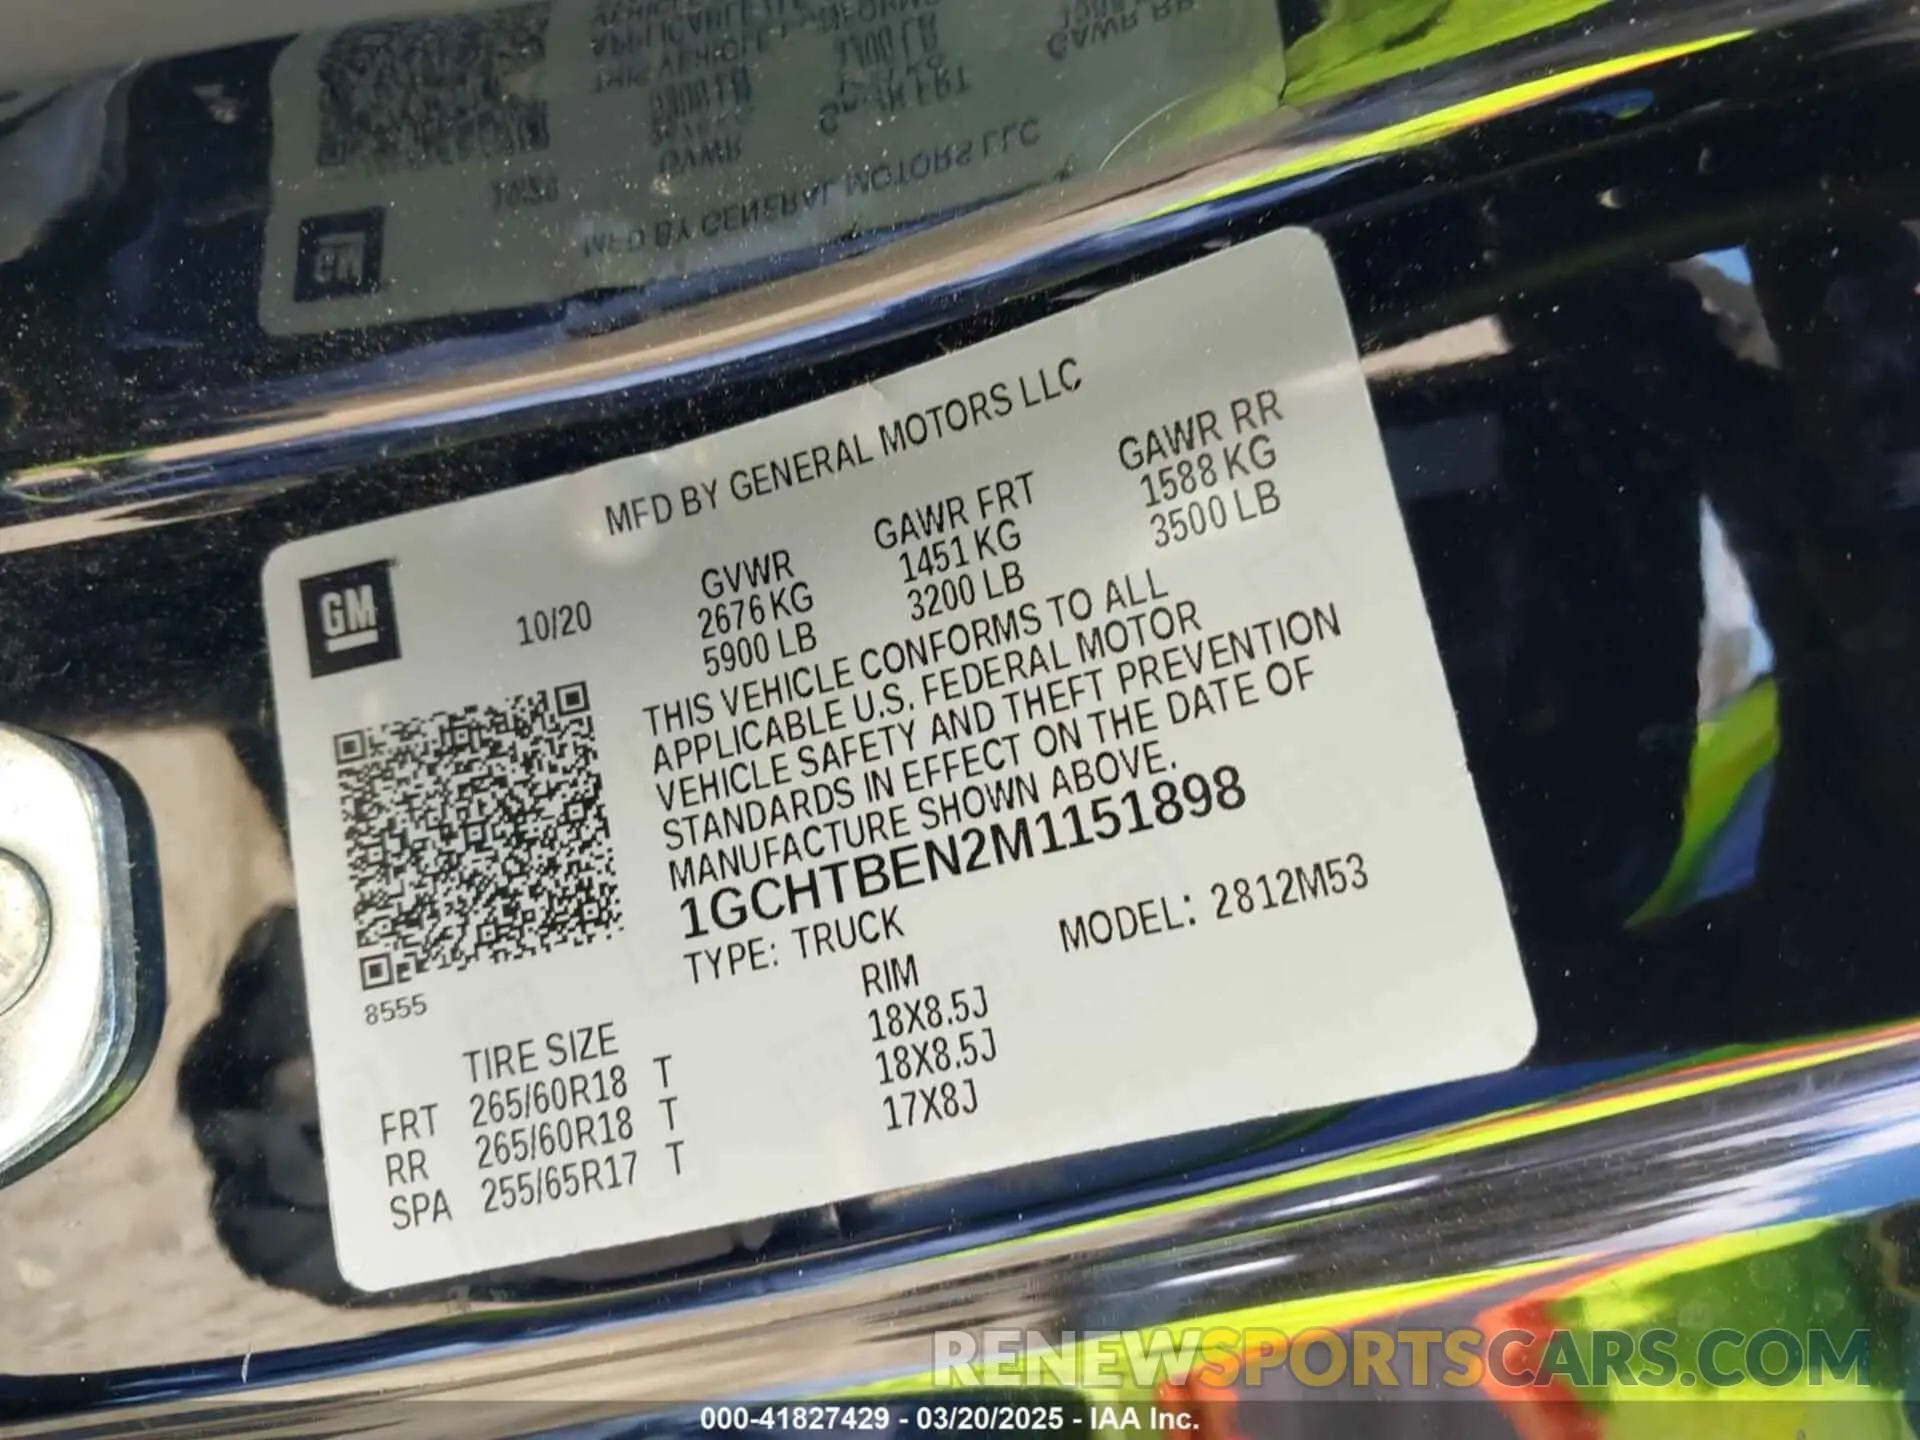 MFD BY GENERAL MOTORS LLC
GM
10/20
GVWR GAWR FRT GAWR RR
2676 KG 1451 KG 1588 KG
5900 LB 3200 LB 3500 LB
THIS VEHICLE CONFORMS TO ALL
APPLICABLE U.S. FEDERAL MOTOR
VEHICLE SAFETY AND THEFT PREVENTION
STANDARDS IN EFFECT ON THE DATE OF
MANUFACTURE SHOWN ABOVE.
1GCHTBEN2M1151898
TYPE: TRUCK MODEL: 2812M53
8555
TIRE SIZE RIM
FRT 265/60R18 T 18X8.5J
RR 265/60R18 T 18X8.5J
SPA 255/65R17 T 17X8J
RENEWSPORTSCARS.COM
000-41827429 - 03/20/2025 - IAA Inc.